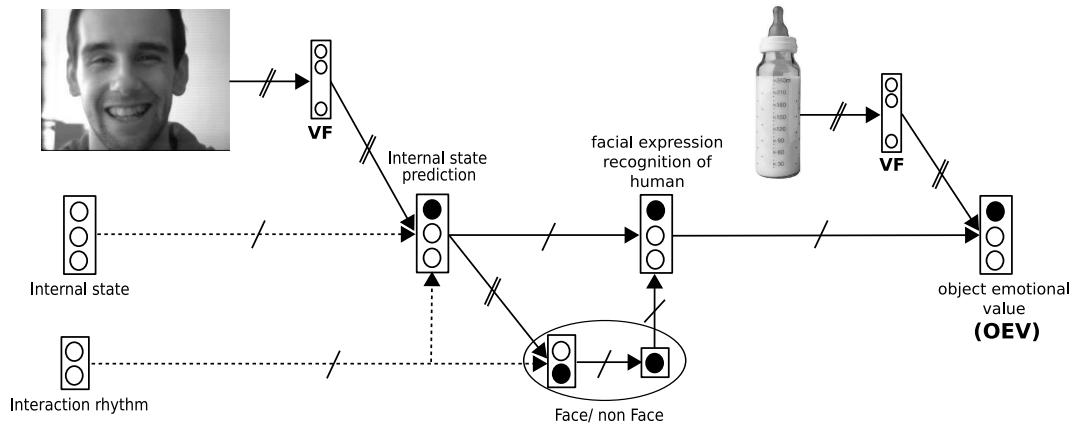 VF
Internal state
prediction
facial expression
recognition of
human
VF
Internal state
object emotional
value
(OEV)
Interaction rhythm
Face/ non Face